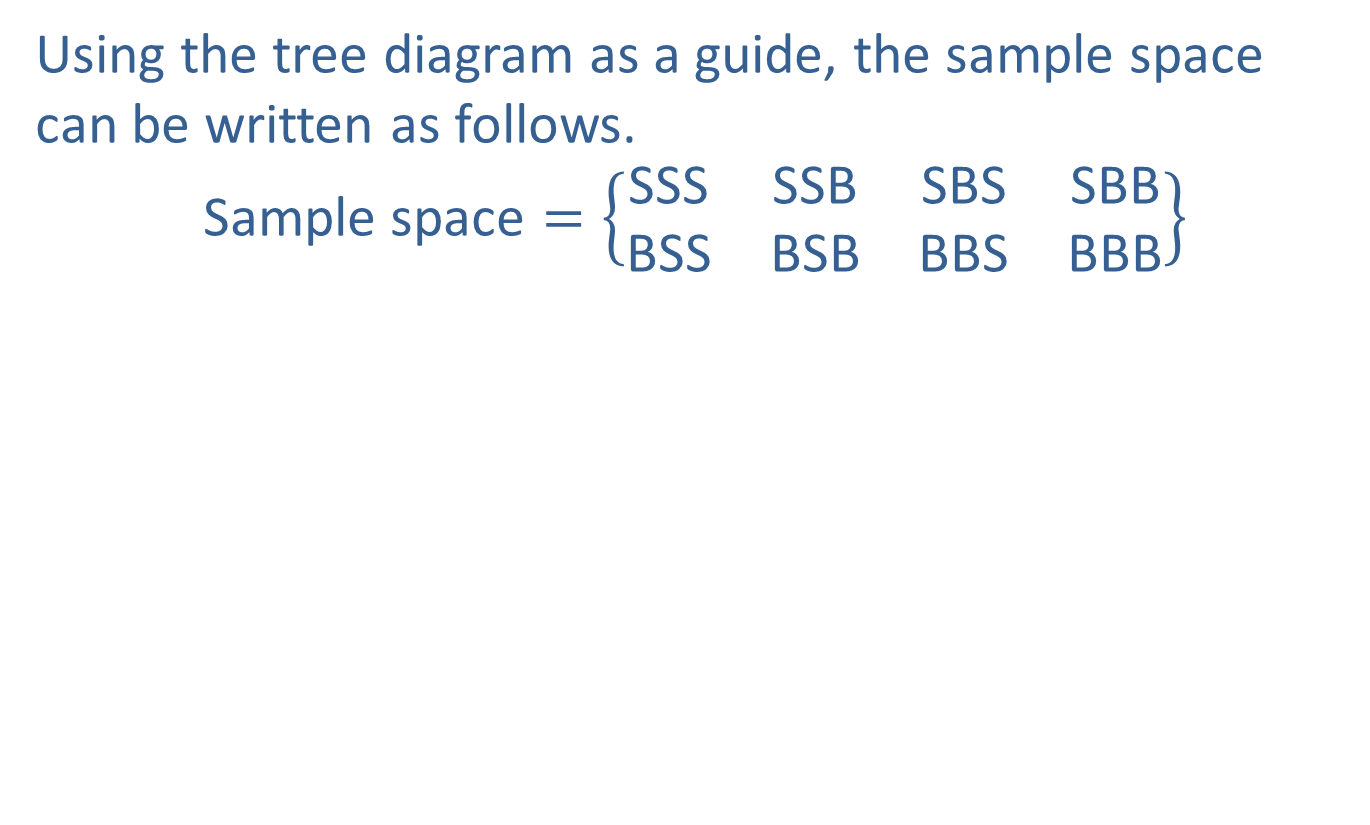 Using the tree diagram as a guide, the sample space
can be written as follows.
Sample space = {SSS SSB SBS SBB
BSS BSB BBS BBB}